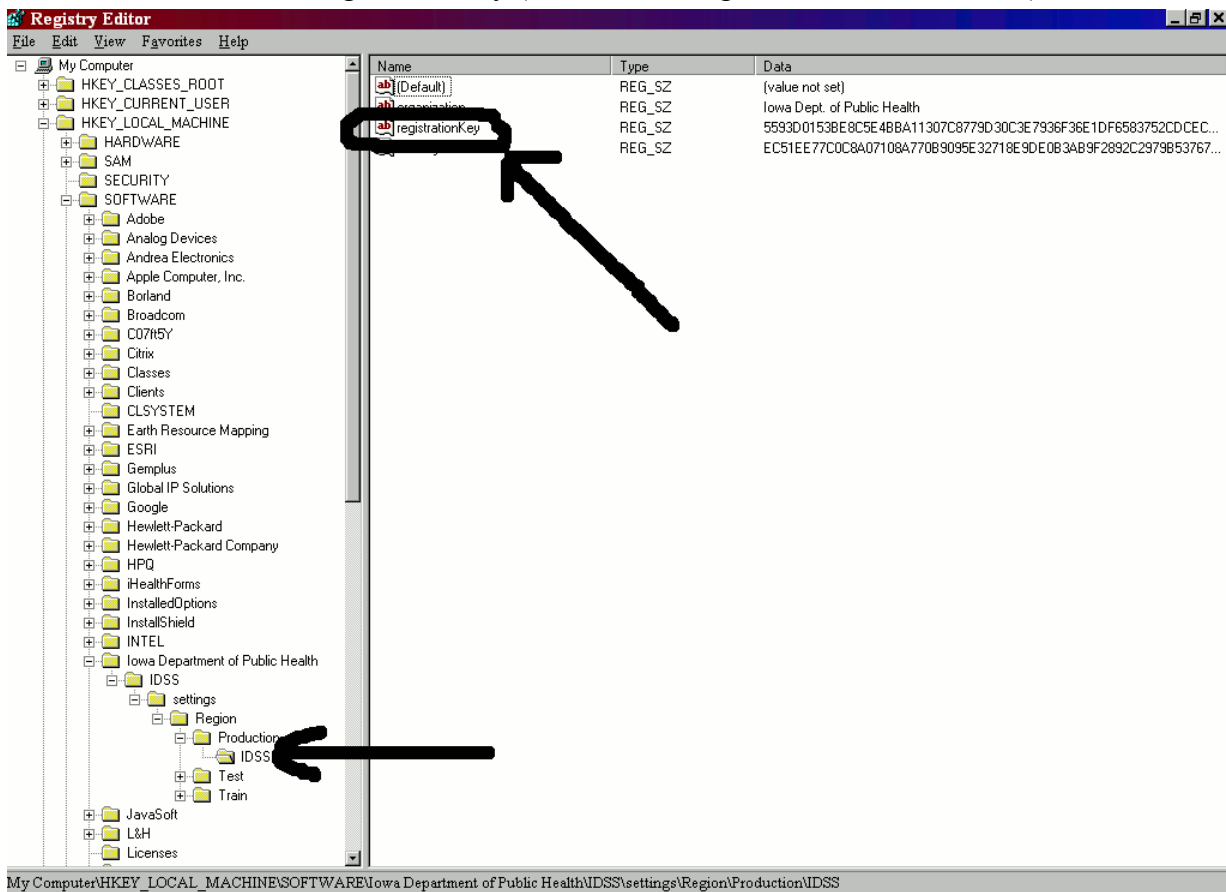 Registry Editor
File Edit View Favorites Help
My Computer
HKEY_CLASSES_ROOT
HKEY_CURRENT_USER
HKEY_LOCAL_MACHINE
HARDWARE
SAM
SECURITY
SOFTWARE
Adobe
Analog Devices
Andrea Electronics
Apple Computer, Inc.
Borland
Broadcom
C07ft5Y
Citrix
Classes
Clients
CLSYSTEM
Earth Resource Mapping
ESRI
Gemplus
Global IP Solutions
Google
Hewlett-Packard
Hewlett-Packard Company
HPQ
iHealthForms
InstalledOptions
InstallShield
INTEL
Iowa Department of Public Health
IDSS
settings
Region
Production
IDSS
Test
Train
JavaSoft
L&H
Licenses
Name Type Data
(Default) REG_SZ (value not set)
organization REG_SZ Iowa Dept. of Public Health
registrationKey REG_SZ 5593D0153BE8C5E4BBA11307C8779D30C3E7936F36E1DF6583752CDCEC...
REG_SZ EC51EE77C0C8A07108A770B9095E32718E9DE0B3AB9F2892C2979B53767...
My Computer\HKEY_LOCAL_MACHINE\SOFTWARE\Iowa Department of Public Health\IDSS\settings\Region\Production\IDSS